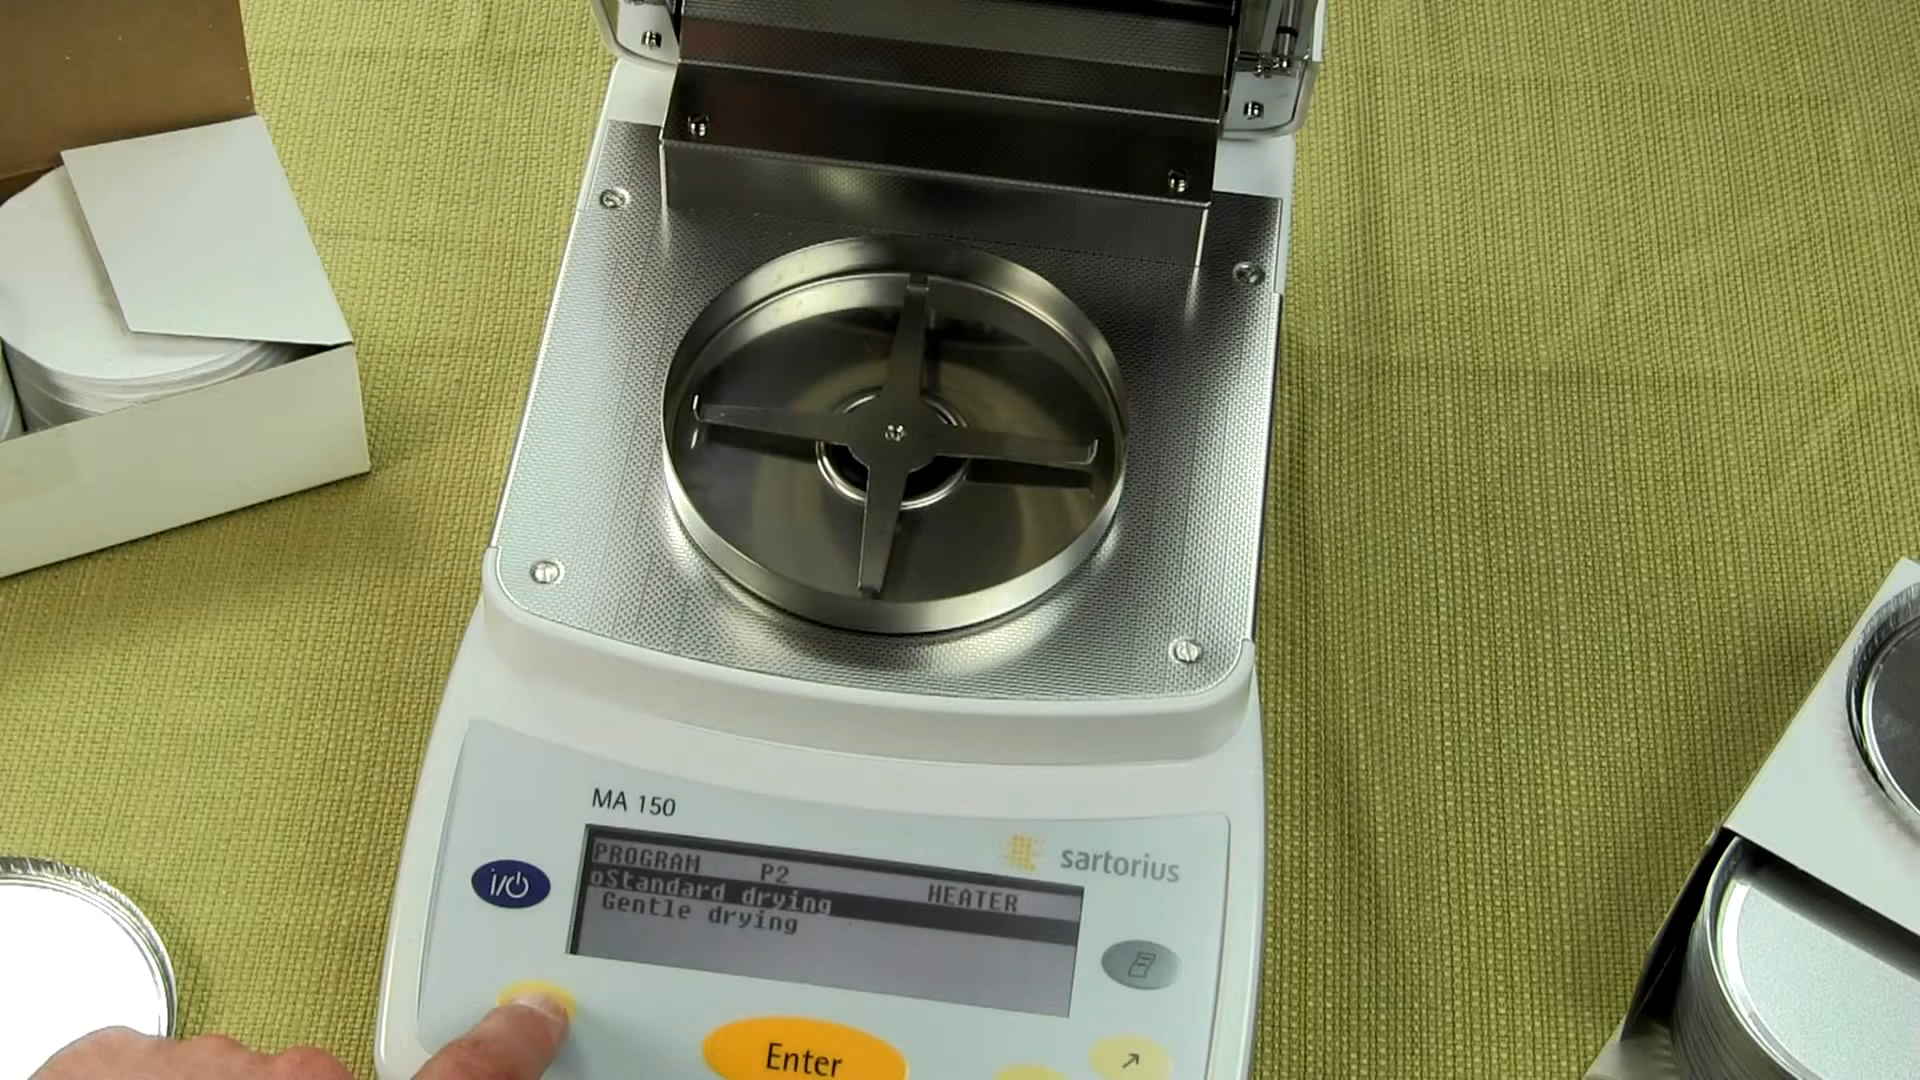 MA 150
sartorius
PROGRAM P2 HEATER
oStandard drying
Gentle drying
I/⏻
Enter
↗